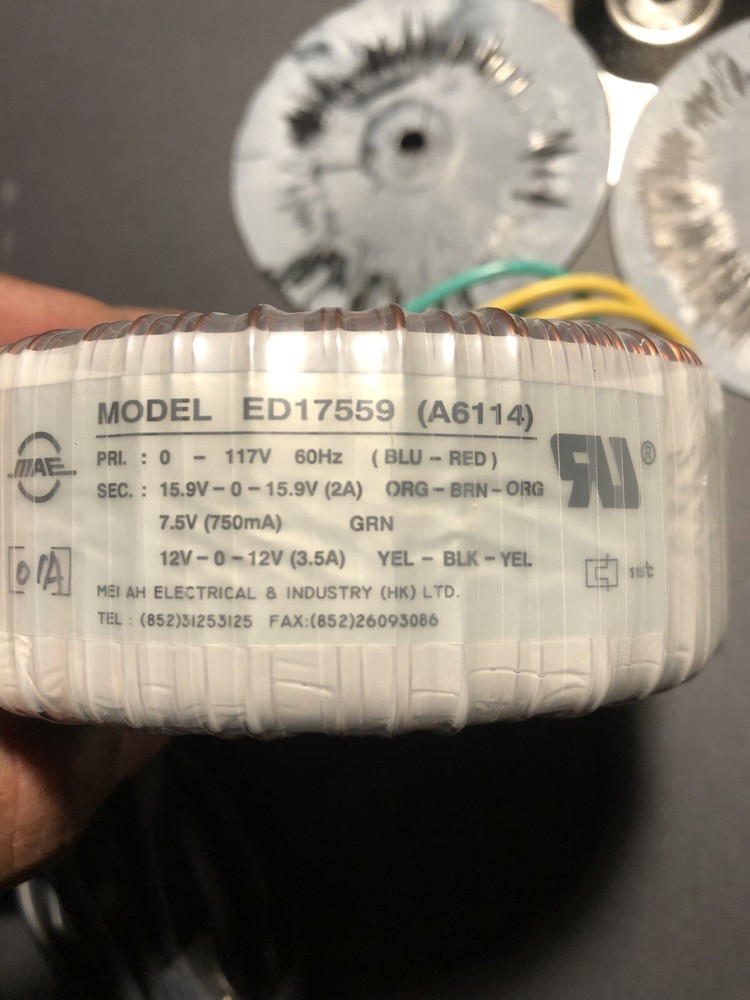 MODEL ED17559 (A6114)
PRI. : 0 - 117V 60Hz (BLU - RED)
SEC. : 15.9V - 0 - 15.9V (2A) ORG - BRN - ORG
7.5V (750mA) GRN
12V - 0 - 12V (3.5A) YEL - BLK - YEL
MEI AH ELECTRICAL & INDUSTRY (HK) LTD.
TEL : (852)31253125 FAX:(852)26093086
MAE
01A
®